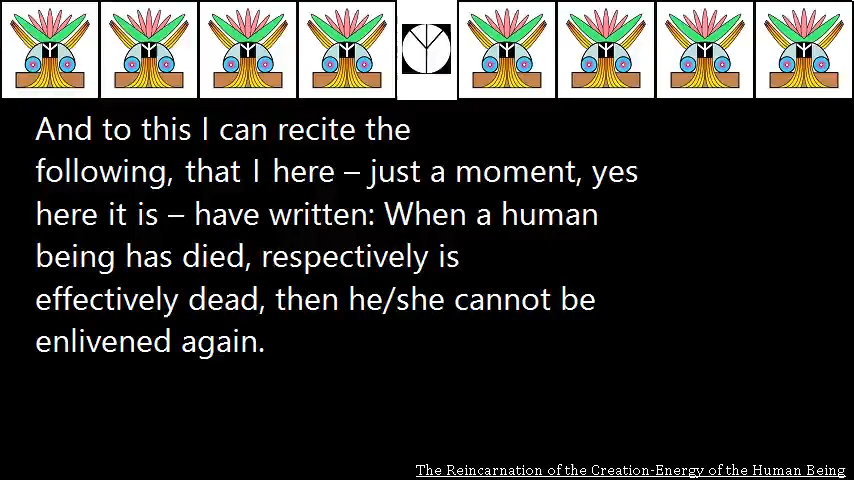 And to this I can recite the
following, that I here – just a moment, yes
here it is – have written: When a human
being has died, respectively is
effectively dead, then he/she cannot be
enlivened again.
The Reincarnation of the Creation-Energy of the Human Being